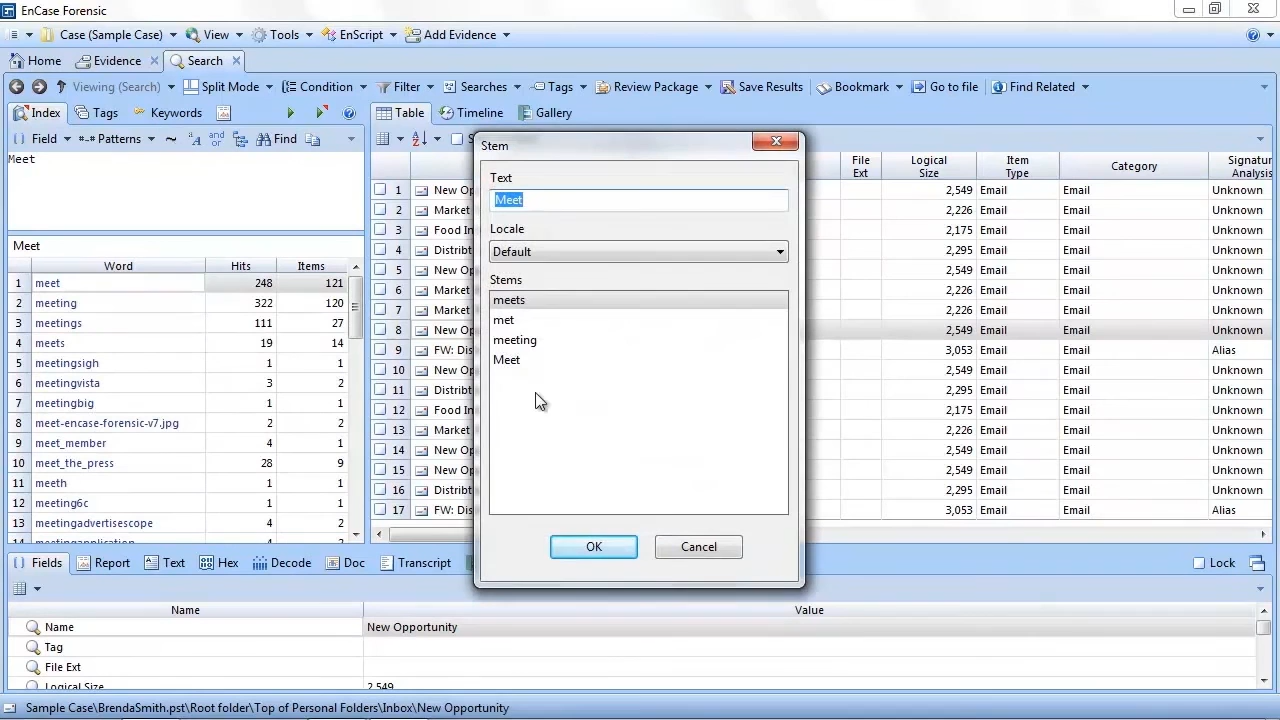 EnCase Forensic
Case (Sample Case) View Tools EnScript Add Evidence
Home Evidence Search
Viewing (Search) Split Mode Condition Filter Searches Tags Review Package Save Results Bookmark Go to file Find Related
Index Tags Keywords Table Timeline Gallery
Field Patterns Find
Meet
Meet
Word Hits Items
1 meet 248 121
2 meeting 322 120
3 meetings 111 27
4 meets 19 14
5 meetingsigh 1 1
6 meetingvista 3 2
7 meetingbig 1 1
8 meet-encase-forensic-v7.jpg 2 2
9 meet_member 4 1
10 meet_the_press 28 9
11 meeth 1 1
12 meeting6c 1 1
13 meetingadvertisescope 4 2
14 meetingapplication 4 2
File Ext Logical Size Item Type Category Signature Analysis
1 New Op 2,549 Email Email Unknown
2 Market 2,226 Email Email Unknown
3 Food In 2,175 Email Email Unknown
4 Distribt 2,295 Email Email Unknown
5 New Op 2,549 Email Email Unknown
6 Market 2,226 Email Email Unknown
7 Market 2,226 Email Email Unknown
8 New Op 2,549 Email Email Unknown
9 FW: Dis 3,053 Email Email Alias
10 New Op 2,549 Email Email Unknown
11 Distribt 2,295 Email Email Unknown
12 Food In 2,175 Email Email Unknown
13 Market 2,226 Email Email Unknown
14 New Op 2,549 Email Email Unknown
15 New Op 2,549 Email Email Unknown
16 Distribt 2,295 Email Email Unknown
17 FW: Dis 3,053 Email Email Alias
Stem
Text
Meet
Locale
Default
Stems
meets
met
meeting
Meet
OK Cancel
Fields Report Text Hex Decode Doc Transcript Lock
Name Value
Name New Opportunity
Tag
File Ext
Logical Size 2,549
Sample Case\BrendaSmith.pst\Root folder\Top of Personal Folders\Inbox\New Opportunity